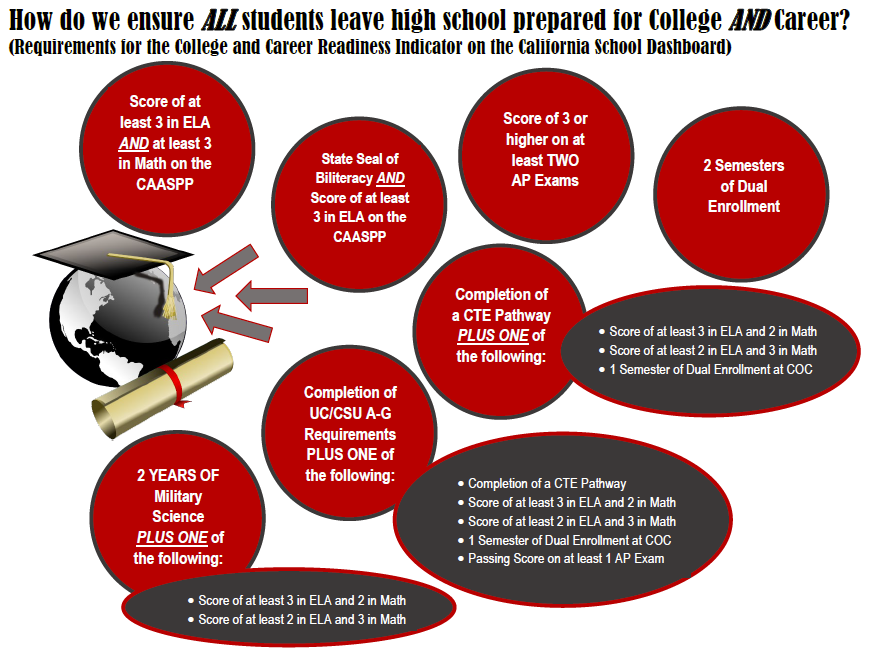 How do we ensure ALL students leave high school prepared for College AND Career?
(Requirements for the College and Career Readiness Indicator on the California School Dashboard)
Score of at
least 3 in ELA
AND at least 3
in Math on the
CAASPP
State Seal of
Biliteracy AND
Score of at least
3 in ELA on the
CAASPP
Score of 3 or
higher on at
least TWO
AP Exams
2 Semesters
of Dual
Enrollment
Completion of
a CTE Pathway
PLUS ONE of
the following:
• Score of at least 3 in ELA and 2 in Math
• Score of at least 2 in ELA and 3 in Math
• 1 Semester of Dual Enrollment at COC
Completion of
UC/CSU A-G
Requirements
PLUS ONE of
the following:
• Completion of a CTE Pathway
• Score of at least 3 in ELA and 2 in Math
• Score of at least 2 in ELA and 3 in Math
• 1 Semester of Dual Enrollment at COC
• Passing Score on at least 1 AP Exam
2 YEARS OF
Military
Science
PLUS ONE of
the following:
• Score of at least 3 in ELA and 2 in Math
• Score of at least 2 in ELA and 3 in Math